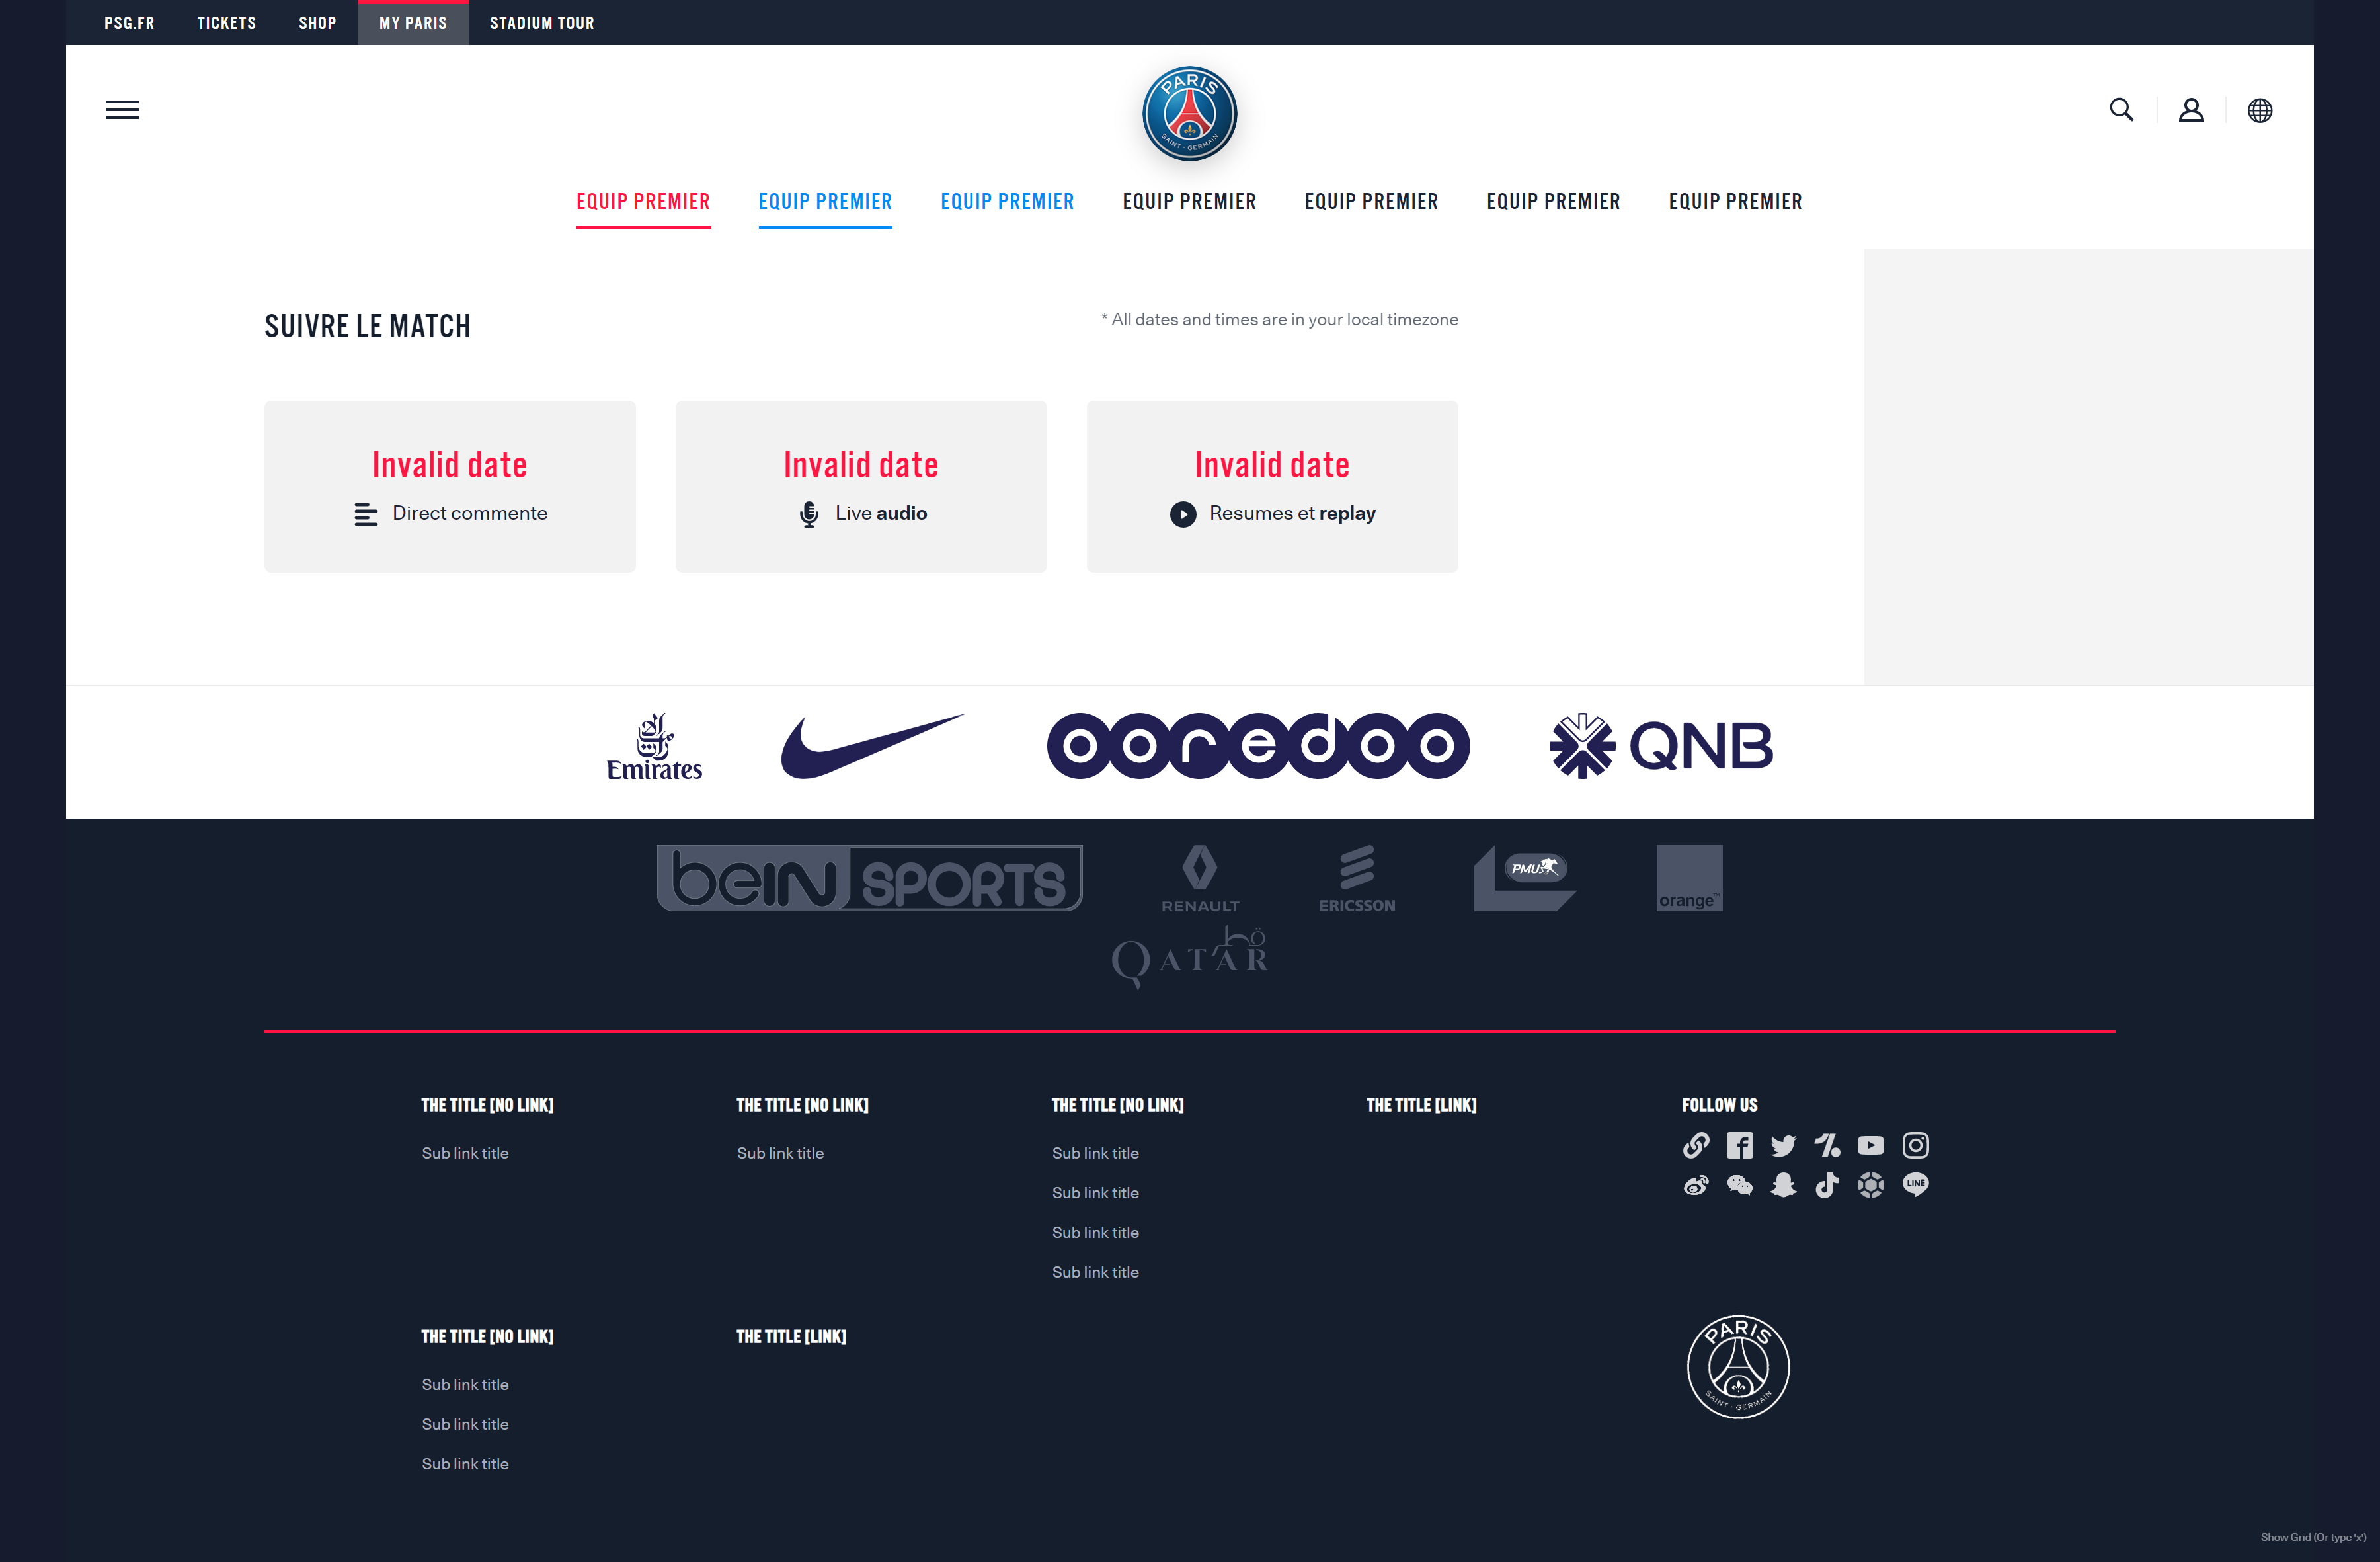 PSG.FR TICKETS SHOP MY PARIS STADIUM TOUR
PARIS
SAINT - GERMAIN
EQUIP PREMIER EQUIP PREMIER EQUIP PREMIER EQUIP PREMIER EQUIP PREMIER EQUIP PREMIER EQUIP PREMIER
SUIVRE LE MATCH
* All dates and times are in your local timezone
Invalid date
Direct commente
Invalid date
Live audio
Invalid date
Resumes et replay
Emirates
ooredoo
QNB
beIN SPORTS
RENAULT
ERICSSON
PMU
orange™
QATAR
THE TITLE [NO LINK]
Sub link title
THE TITLE [NO LINK]
Sub link title
THE TITLE [NO LINK]
Sub link title
Sub link title
Sub link title
Sub link title
THE TITLE [LINK]
FOLLOW US
LINE
THE TITLE [NO LINK]
Sub link title
Sub link title
Sub link title
THE TITLE [LINK]
PARIS
SAINT - GERMAIN
Show Grid (Or type 'x')